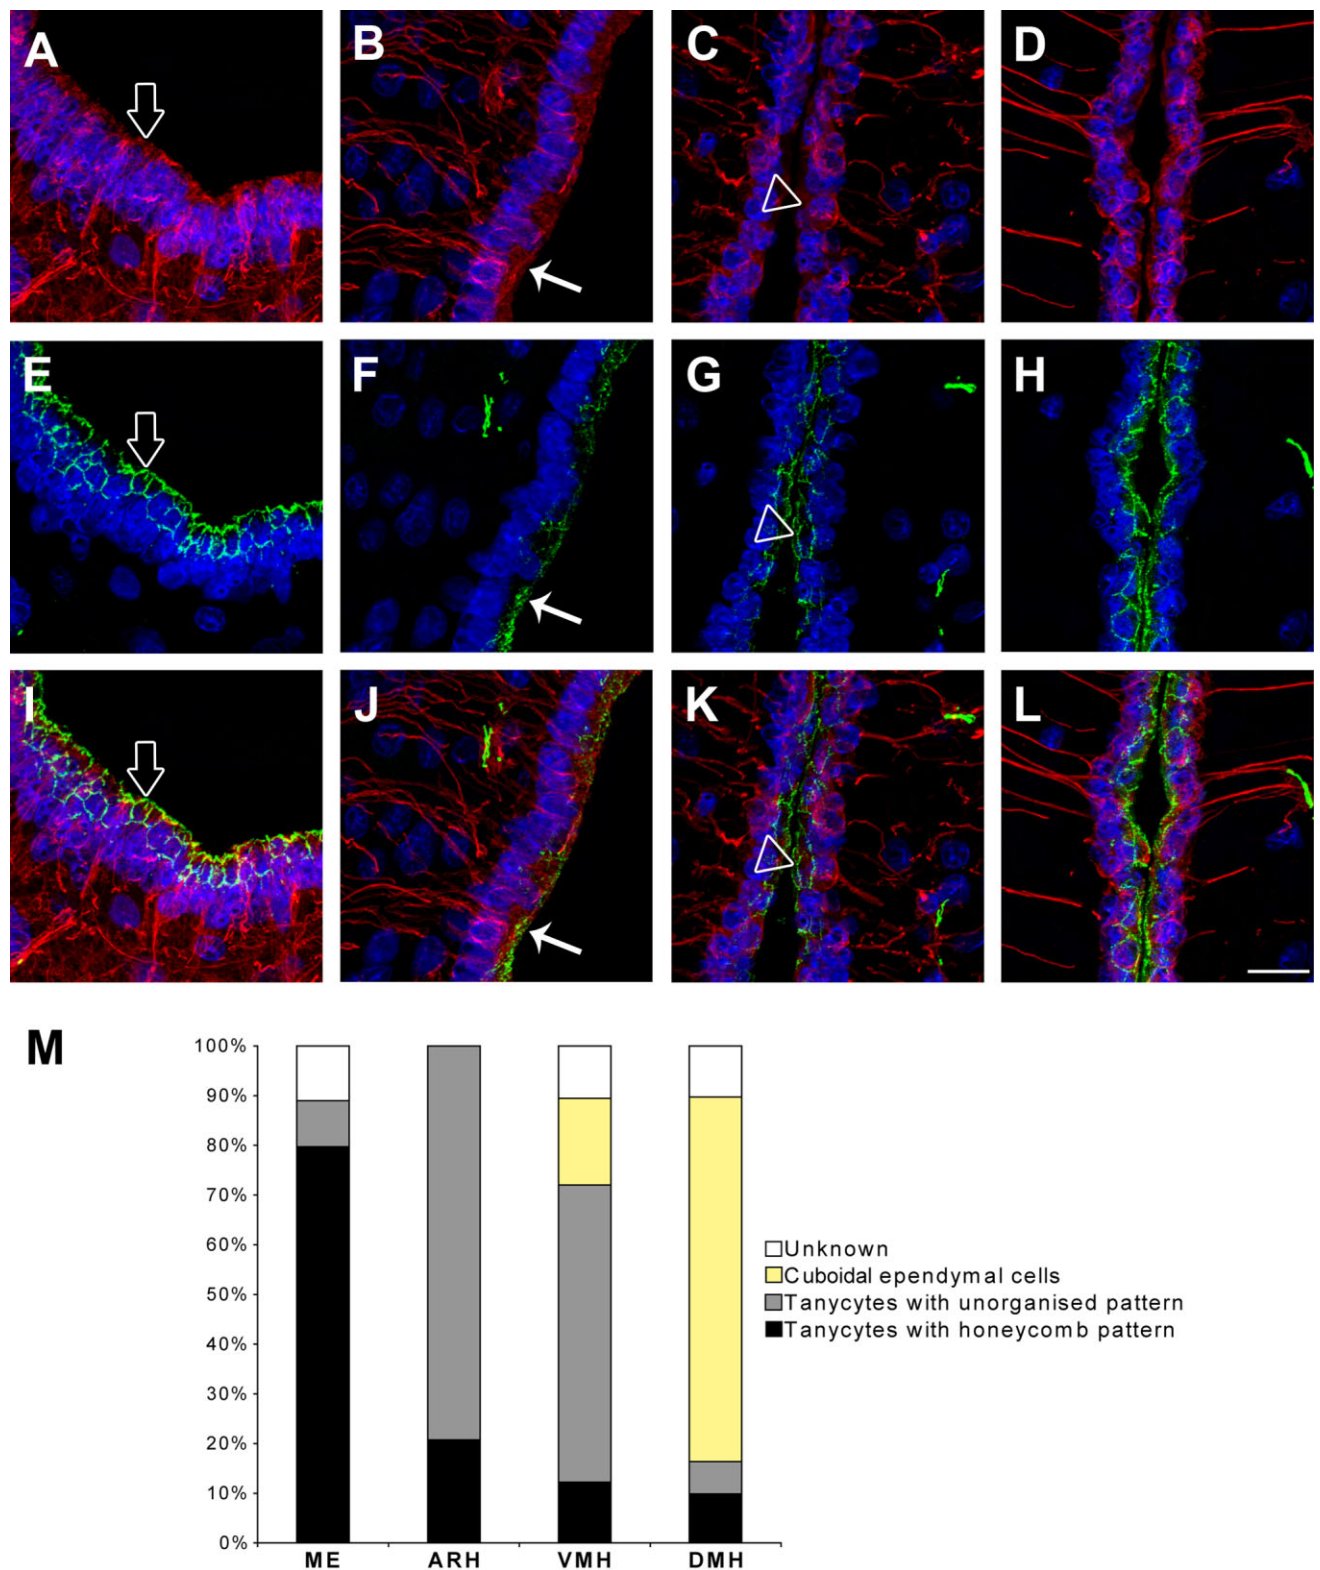 A B C D
E F G H
I J K L
M
100%
90%
80%
70%
60%
50%
40%
30%
20%
10%
0%
ME ARH VMH DMH
Unknown
Cuboidal ependymal cells
Tanycytes with unorganised pattern
Tanycytes with honeycomb pattern